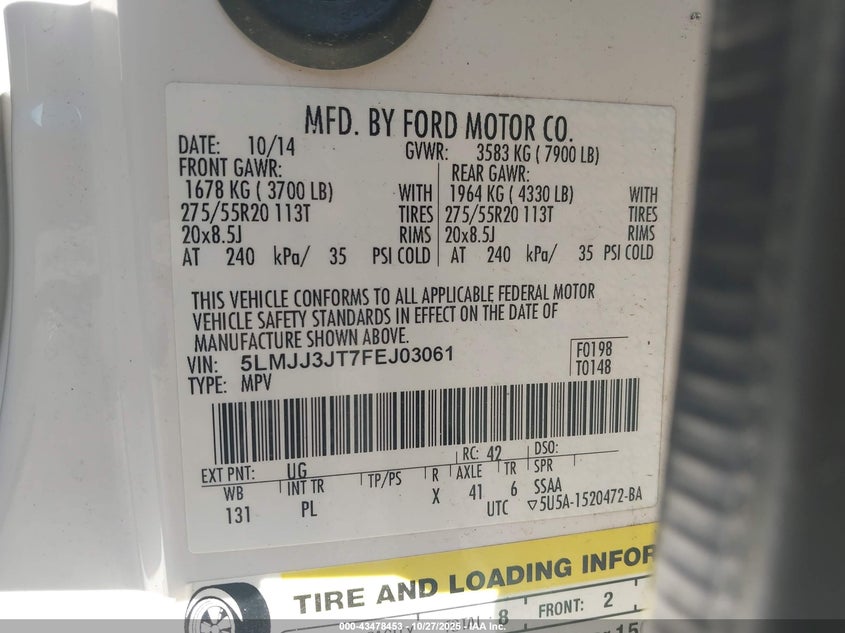 MFD. BY FORD MOTOR CO.
DATE: 10/14 GVWR: 3583 KG ( 7900 LB)
FRONT GAWR: REAR GAWR:
1678 KG ( 3700 LB) WITH 1964 KG ( 4330 LB) WITH
275/55R20 113T TIRES 275/55R20 113T TIRES
20x8.5J RIMS 20x8.5J RIMS
AT 240 kPa/ 35 PSI COLD AT 240 kPa/ 35 PSI COLD
THIS VEHICLE CONFORMS TO ALL APPLICABLE FEDERAL MOTOR
VEHICLE SAFETY STANDARDS IN EFFECT ON THE DATE OF
MANUFACTURE SHOWN ABOVE.
VIN: 5LMJJ3JT7FEJ03061 F0198
TYPE: MPV T0148
EXT PNT: UG RC: 42 DSO:
WB INT TR TP/PS R AXLE TR SPR
131 PL X 41 6 SSAA
UTC ▽5U5A-1520472-BA
TIRE AND LOADING INFOR
8 FRONT: 2
000-43478453 - 10/27/2025 - IAA Inc.